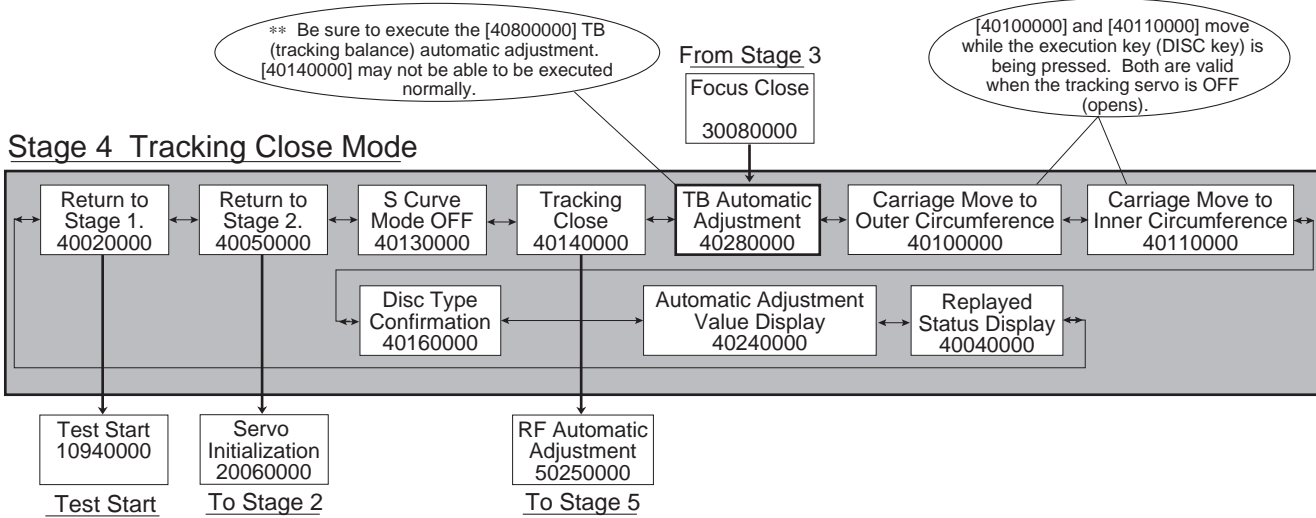 ** Be sure to execute the [40800000] TB
(tracking balance) automatic adjustment.
[40140000] may not be able to be executed
normally.
From Stage 3
Focus Close
30080000
[40100000] and [40110000] move
while the execution key (DISC key) is
being pressed. Both are valid
when the tracking servo is OFF
(opens).
Stage 4 Tracking Close Mode
Return to
Stage 1.
40020000
Return to
Stage 2.
40050000
S Curve
Mode OFF
40130000
Tracking
Close
40140000
TB Automatic
Adjustment
40280000
Carriage Move to
Outer Circumference
40100000
Carriage Move to
Inner Circumference
40110000
Disc Type
Confirmation
40160000
Automatic Adjustment
Value Display
40240000
Replayed
Status Display
40040000
Test Start
10940000
Test Start
Servo
Initialization
20060000
To Stage 2
RF Automatic
Adjustment
50250000
To Stage 5